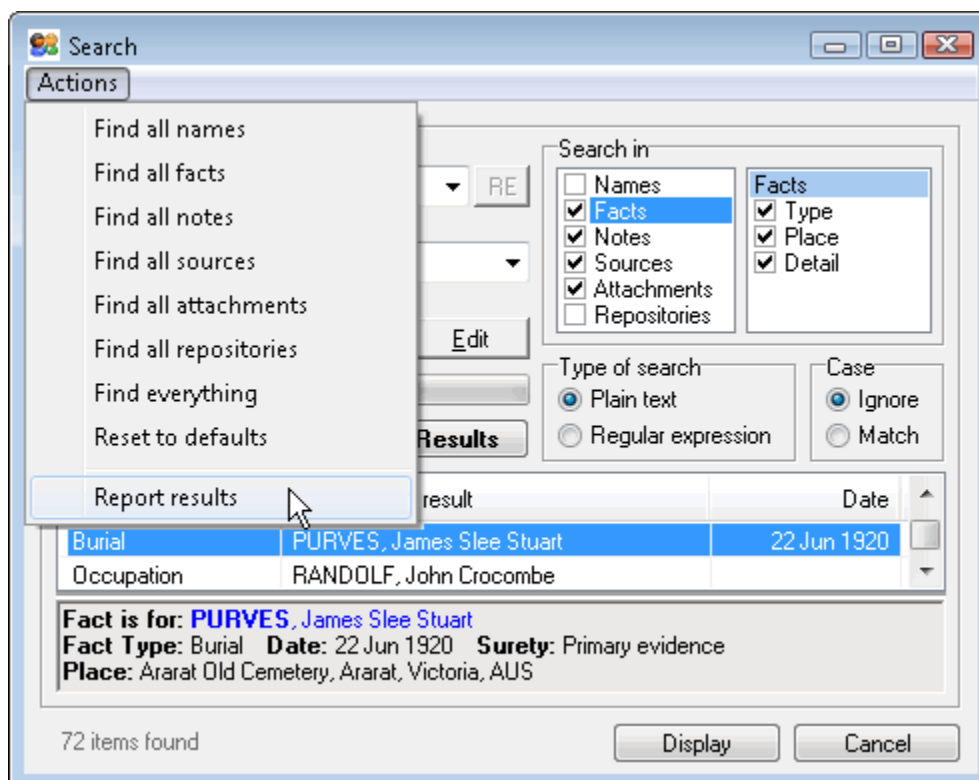 Search
Actions
Find all names
Find all facts
Find all notes
Find all sources
Find all attachments
Find all repositories
Find everything
Reset to defaults
Report results
RE
Edit
Results
Search in
Names
Facts
Notes
Sources
Attachments
Repositories
Facts
Type
Place
Detail
Type of search
Plain text
Regular expression
Case
Ignore
Match
result Date
Burial PURVES, James Slee Stuart 22 Jun 1920
Occupation RANDOLF, John Crocombe
Fact is for: PURVES, James Slee Stuart
Fact Type: Burial Date: 22 Jun 1920 Surety: Primary evidence
Place: Ararat Old Cemetery, Ararat, Victoria, AUS
72 items found
Display
Cancel